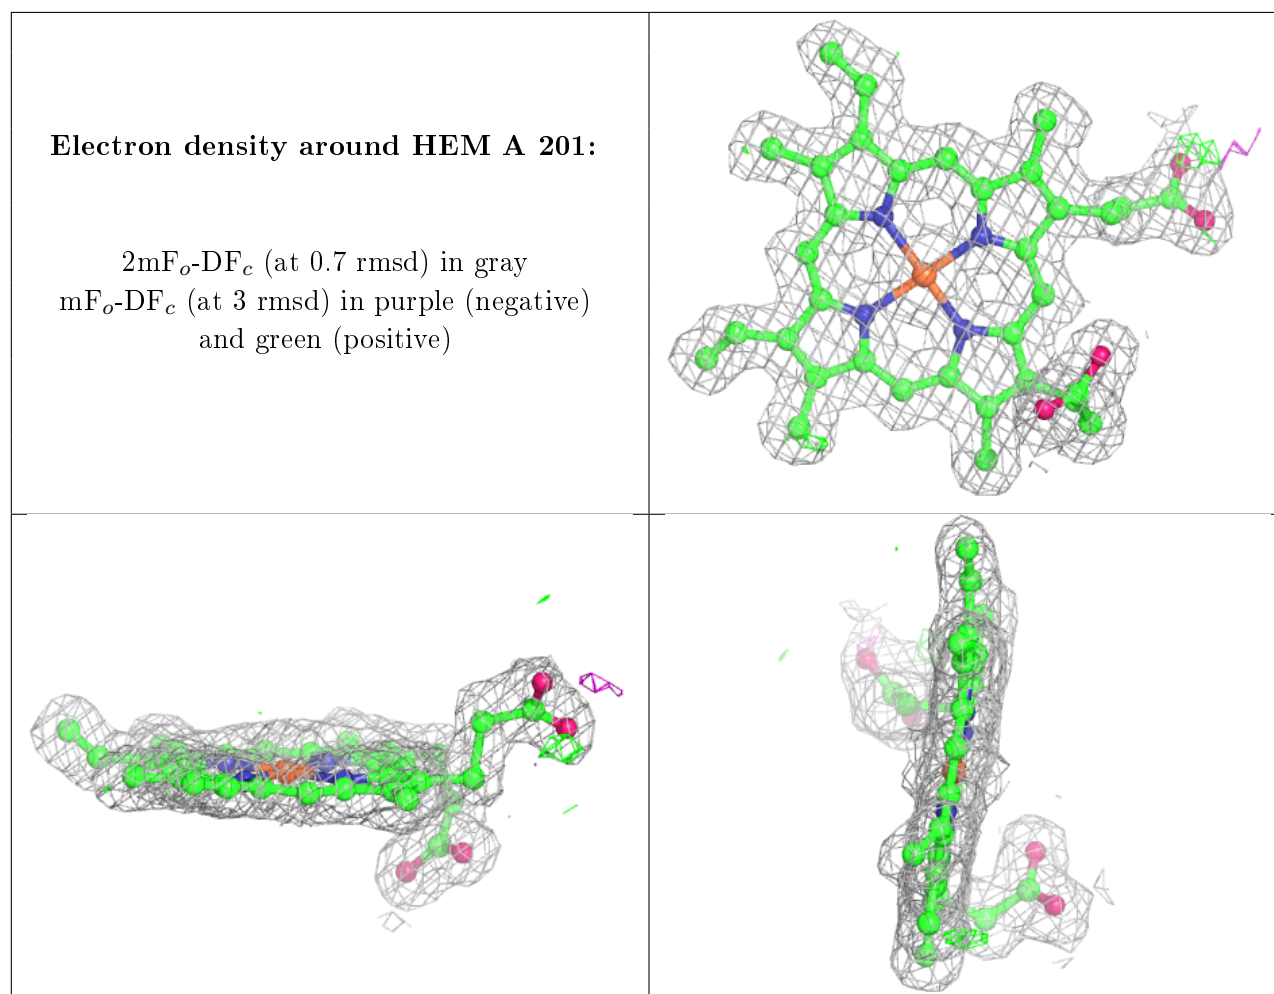 Electron density around HEM A 201:
2mFo-DFc (at 0.7 rmsd) in gray
mFo-DFc (at 3 rmsd) in purple (negative)
and green (positive)